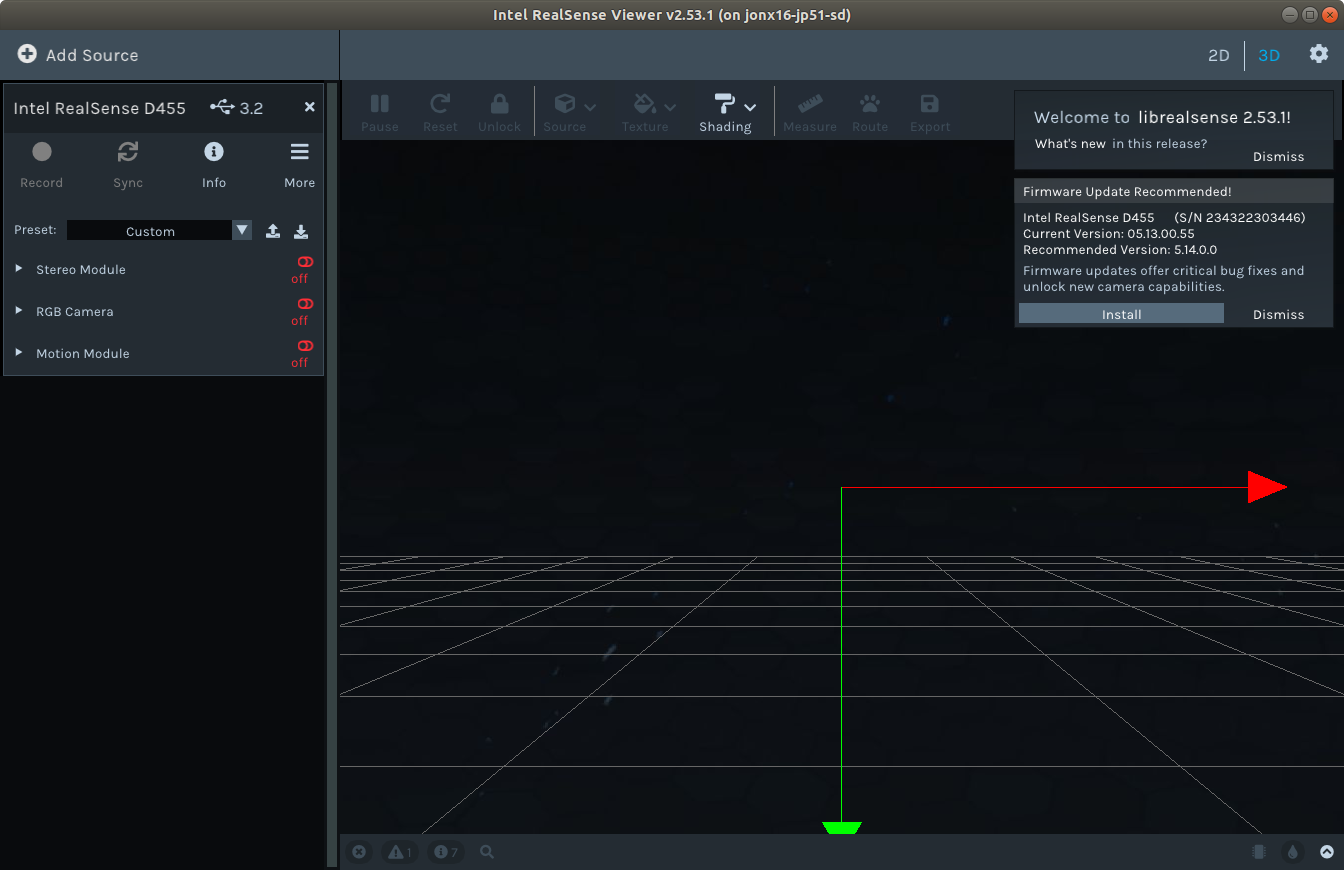 Intel RealSense Viewer v2.53.1 (on jonx16-jp51-sd)
Add Source
2D 3D
Intel RealSense D455 3.2
Record Sync Info More
Preset: Custom
Stereo Module off
RGB Camera off
Motion Module off
Pause Reset Unlock Source Texture Shading Measure Route Export
Welcome to librealsense 2.53.1!
What's new in this release?
Dismiss
Firmware Update Recommended!
Intel RealSense D455 (S/N 234322303446)
Current Version: 05.13.00.55
Recommended Version: 5.14.0.0
Firmware updates offer critical bug fixes and
unlock new camera capabilities.
Install Dismiss
1 7